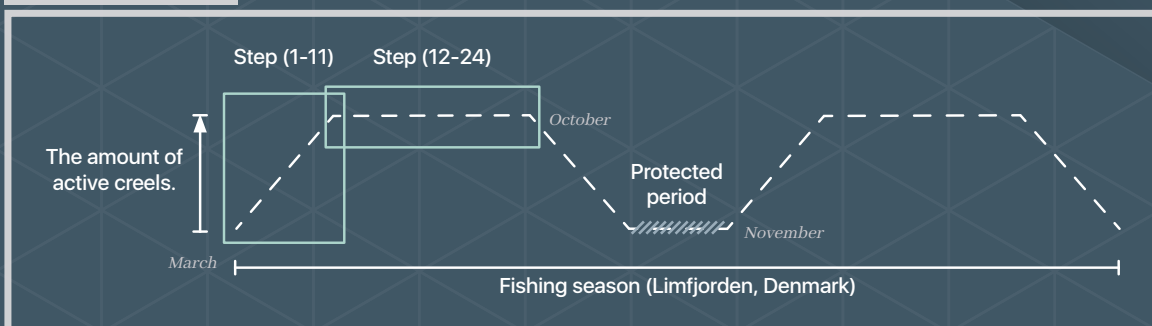 Step (1-11)
Step (12-24)
October
The amount of
active creels.
Protected
period
November
March
Fishing season (Limfjorden, Denmark)